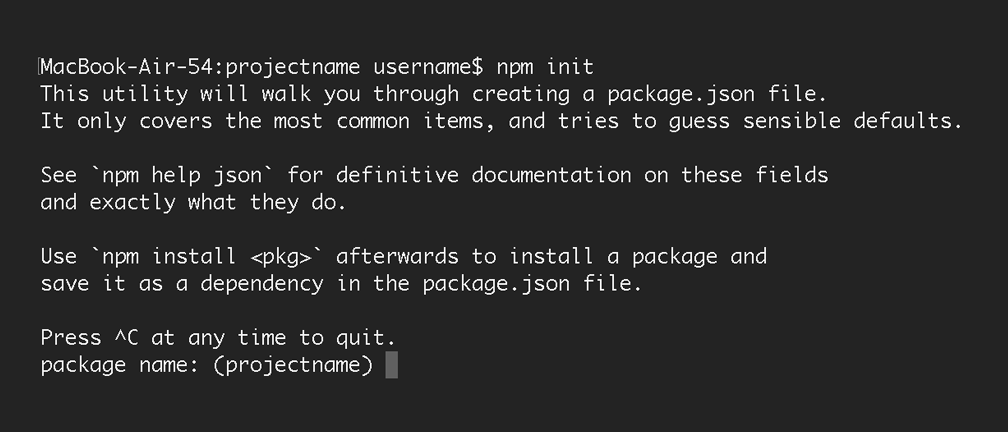 MacBook-Air-54:projectname username$ npm init
This utility will walk you through creating a package.json file.
It only covers the most common items, and tries to guess sensible defaults.
See `npm help json` for definitive documentation on these fields
and exactly what they do.
Use `npm install <pkg>` afterwards to install a package and
save it as a dependency in the package.json file.
Press ^C at any time to quit.
package name: (projectname)